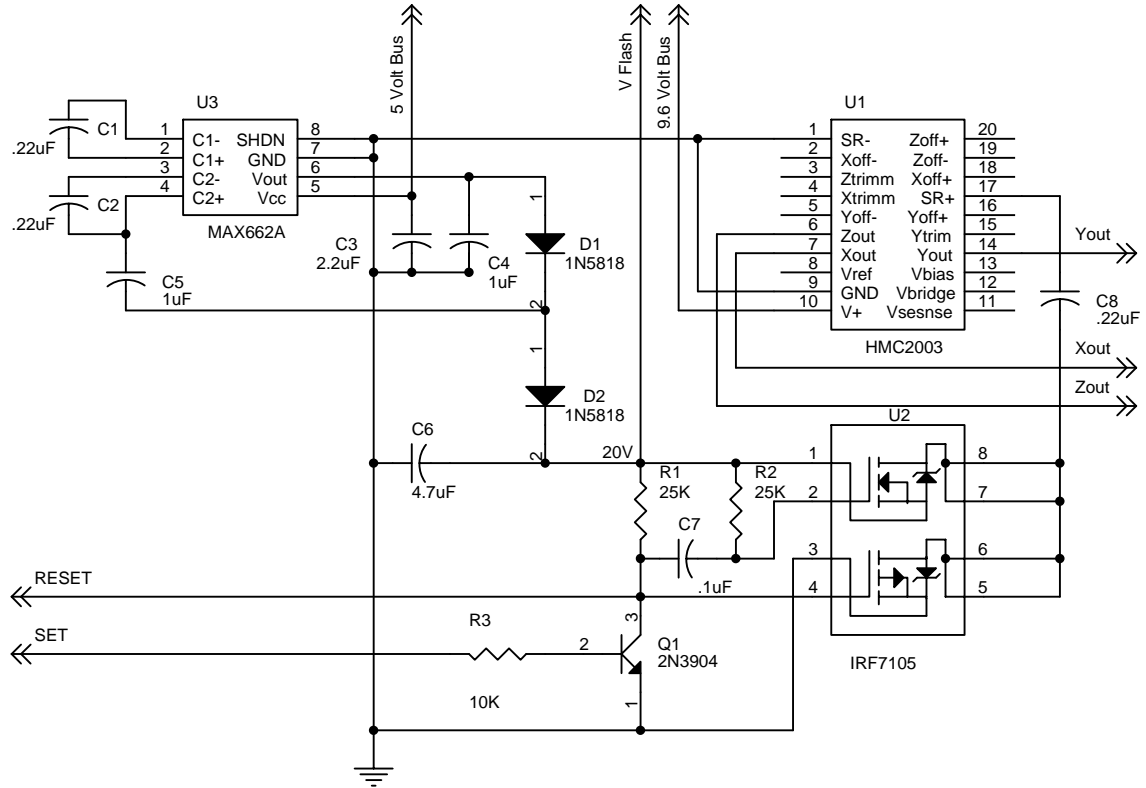 5 Volt Bus
V Flash
9.6 Volt Bus
U3
C1
.22uF
1
2
3
4
C1-
C1+
C2-
C2+
SHDN
GND
Vout
Vcc
8
7
6
5
MAX662A
C2
.22uF
C5
1uF
C3
2.2uF
C4
1uF
1
D1
1N5818
2
1
D2
1N5818
2
C6
4.7uF
20V
U1
1
2
3
4
5
6
7
8
9
10
SR-
Xoff-
Ztrimm
Xtrimm
Yoff-
Zout
Xout
Vref
GND
V+
Zoff+
Zoff-
Xoff+
SR+
Yoff+
Ytrim
Yout
Vbias
Vbridge
Vsesnse
20
19
18
17
16
15
14
13
12
11
HMC2003
Yout
C8
.22uF
Xout
Zout
U2
1
2
3
4
8
7
6
5
IRF7105
R1
25K
R2
25K
C7
.1uF
RESET
SET
R3
10K
2
3
Q1
2N3904
1